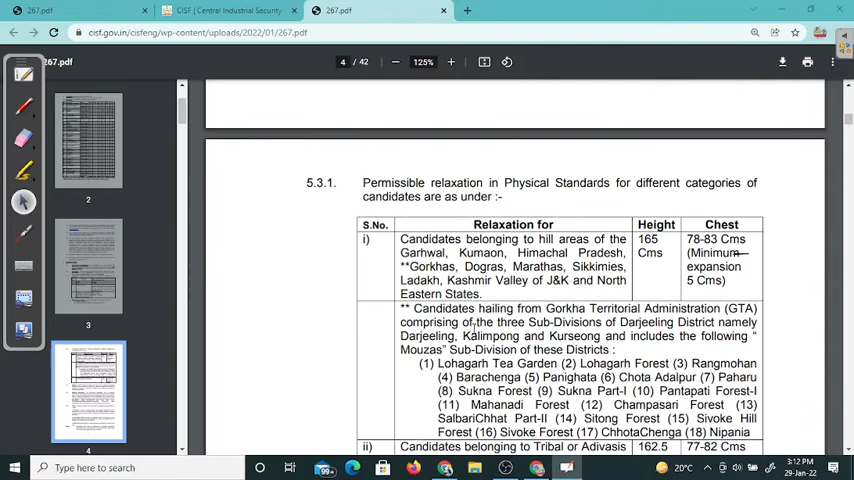 267.pdf
CISF | Central Industrial Security
267.pdf
cisf.gov.in/cisfeng/wp-content/uploads/2022/01/267.pdf
267.pdf
4 / 42
125%
2
3
4
5.3.1. Permissible relaxation in Physical Standards for different categories of
candidates are as under :-
S.No. Relaxation for Height Chest
i) Candidates belonging to hill areas of the 165 78-83 Cms
Garhwal, Kumaon, Himachal Pradesh, Cms (Minimum
**Gorkhas, Dogras, Marathas, Sikkimies, expansion
Ladakh, Kashmir Valley of J&K and North 5 Cms)
Eastern States.
** Candidates hailing from Gorkha Territorial Administration (GTA)
comprising of the three Sub-Divisions of Darjeeling District namely
Darjeeling, Kalimpong and Kurseong and includes the following “
Mouzas” Sub-Division of these Districts :
(1) Lohagarh Tea Garden (2) Lohagarh Forest (3) Rangmohan
(4) Barachenga (5) Panighata (6) Chota Adalpur (7) Paharu
(8) Sukna Forest (9) Sukna Part-I (10) Pantapati Forest-I
(11) Mahanadi Forest (12) Champasari Forest (13)
SalbariChhat Part-II (14) Sitong Forest (15) Sivoke Hill
Forest (16) Sivoke Forest (17) ChhotaChenga (18) Nipania
ii) Candidates belonging to Tribal or Adivasis 162.5 77-82 Cms
Type here to search
99+
20°C
3:12 PM
29-Jan-22